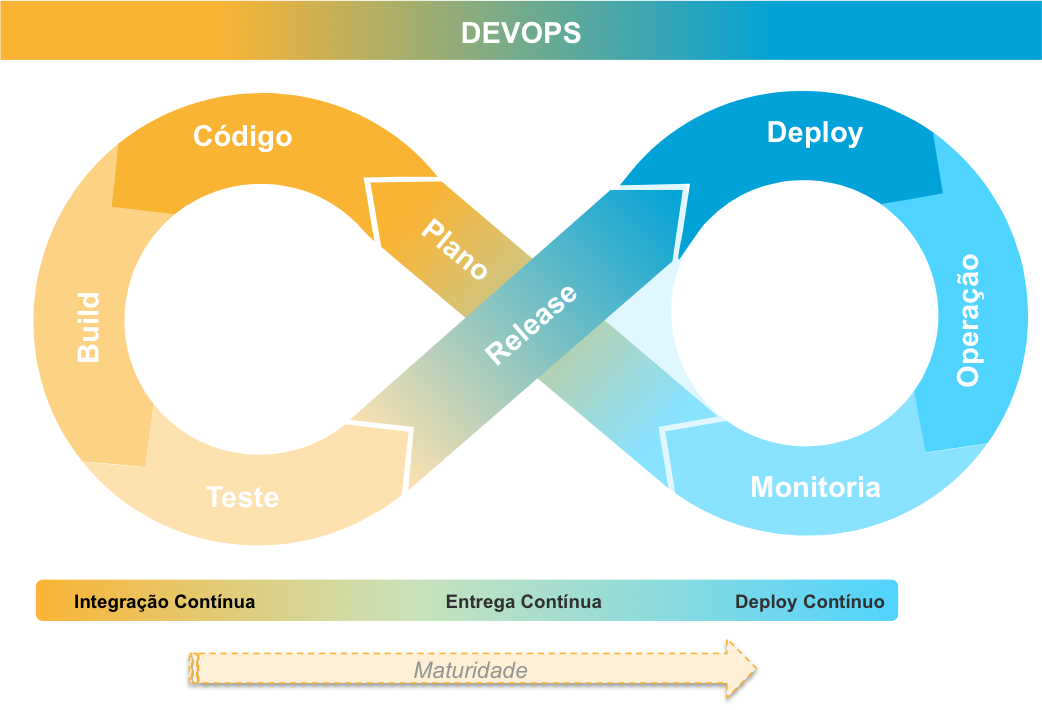 DEVOPS
Código
Deploy
Plano
Release
Build
Operação
Teste
Monitoria
Integração Contínua
Entrega Contínua
Deploy Contínuo
Maturidade